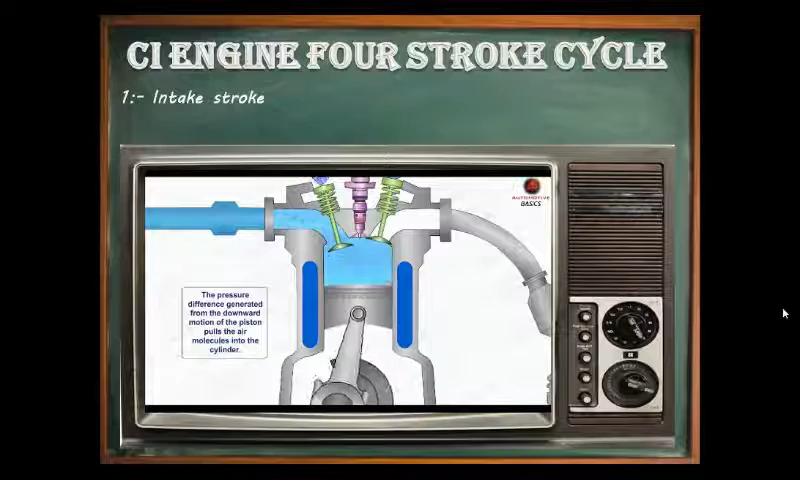 CI ENGINE FOUR STROKE CYCLE
1:- Intake stroke
AUTOMOTIVE
BASICS
The pressure
difference generated
from the downward
motion of the piston
pulls the air
molecules into the
cylinder.